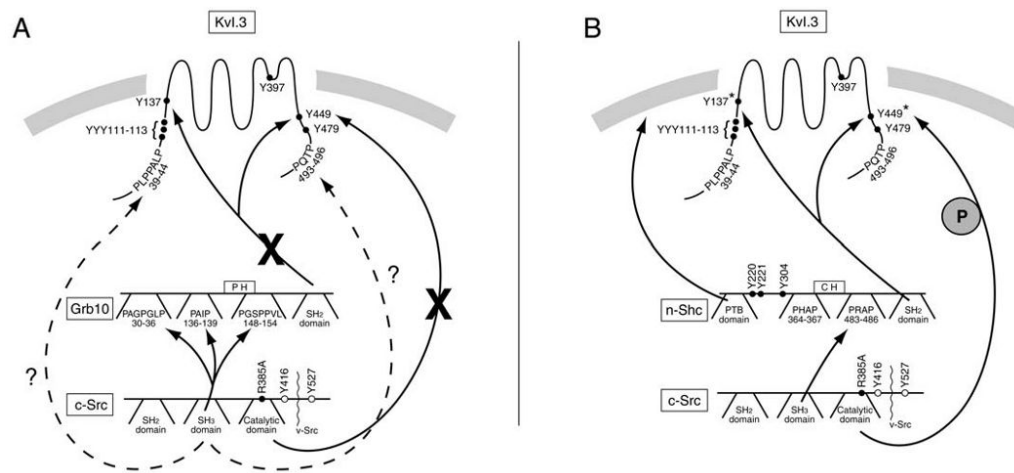 A
Kvl.3
Y397
Y137
Y449
YYY111-113
Y479
PLPPALP
39-44
PQTP
493-496
X
?
X
?
PH
Grb10
PAGPGLP
30-36
PAIP
136-139
PGSPPVL
148-154
SH2
domain
R385A
Y416
Y527
c-Src
SH2
domain
SH3
domain
Catalytic
domain
v-Src
B
Kvl.3
Y397
Y137*
Y449*
YYY111-113
Y479
PLPPALP
39-44
PQTP
493-496
P
Y220
Y221
Y304
CH
n-Shc
PTB
domain
PHAP
364-367
PRAP
483-486
SH2
domain
R385A
Y416
Y527
c-Src
SH2
domain
SH3
domain
Catalytic
domain
v-Src